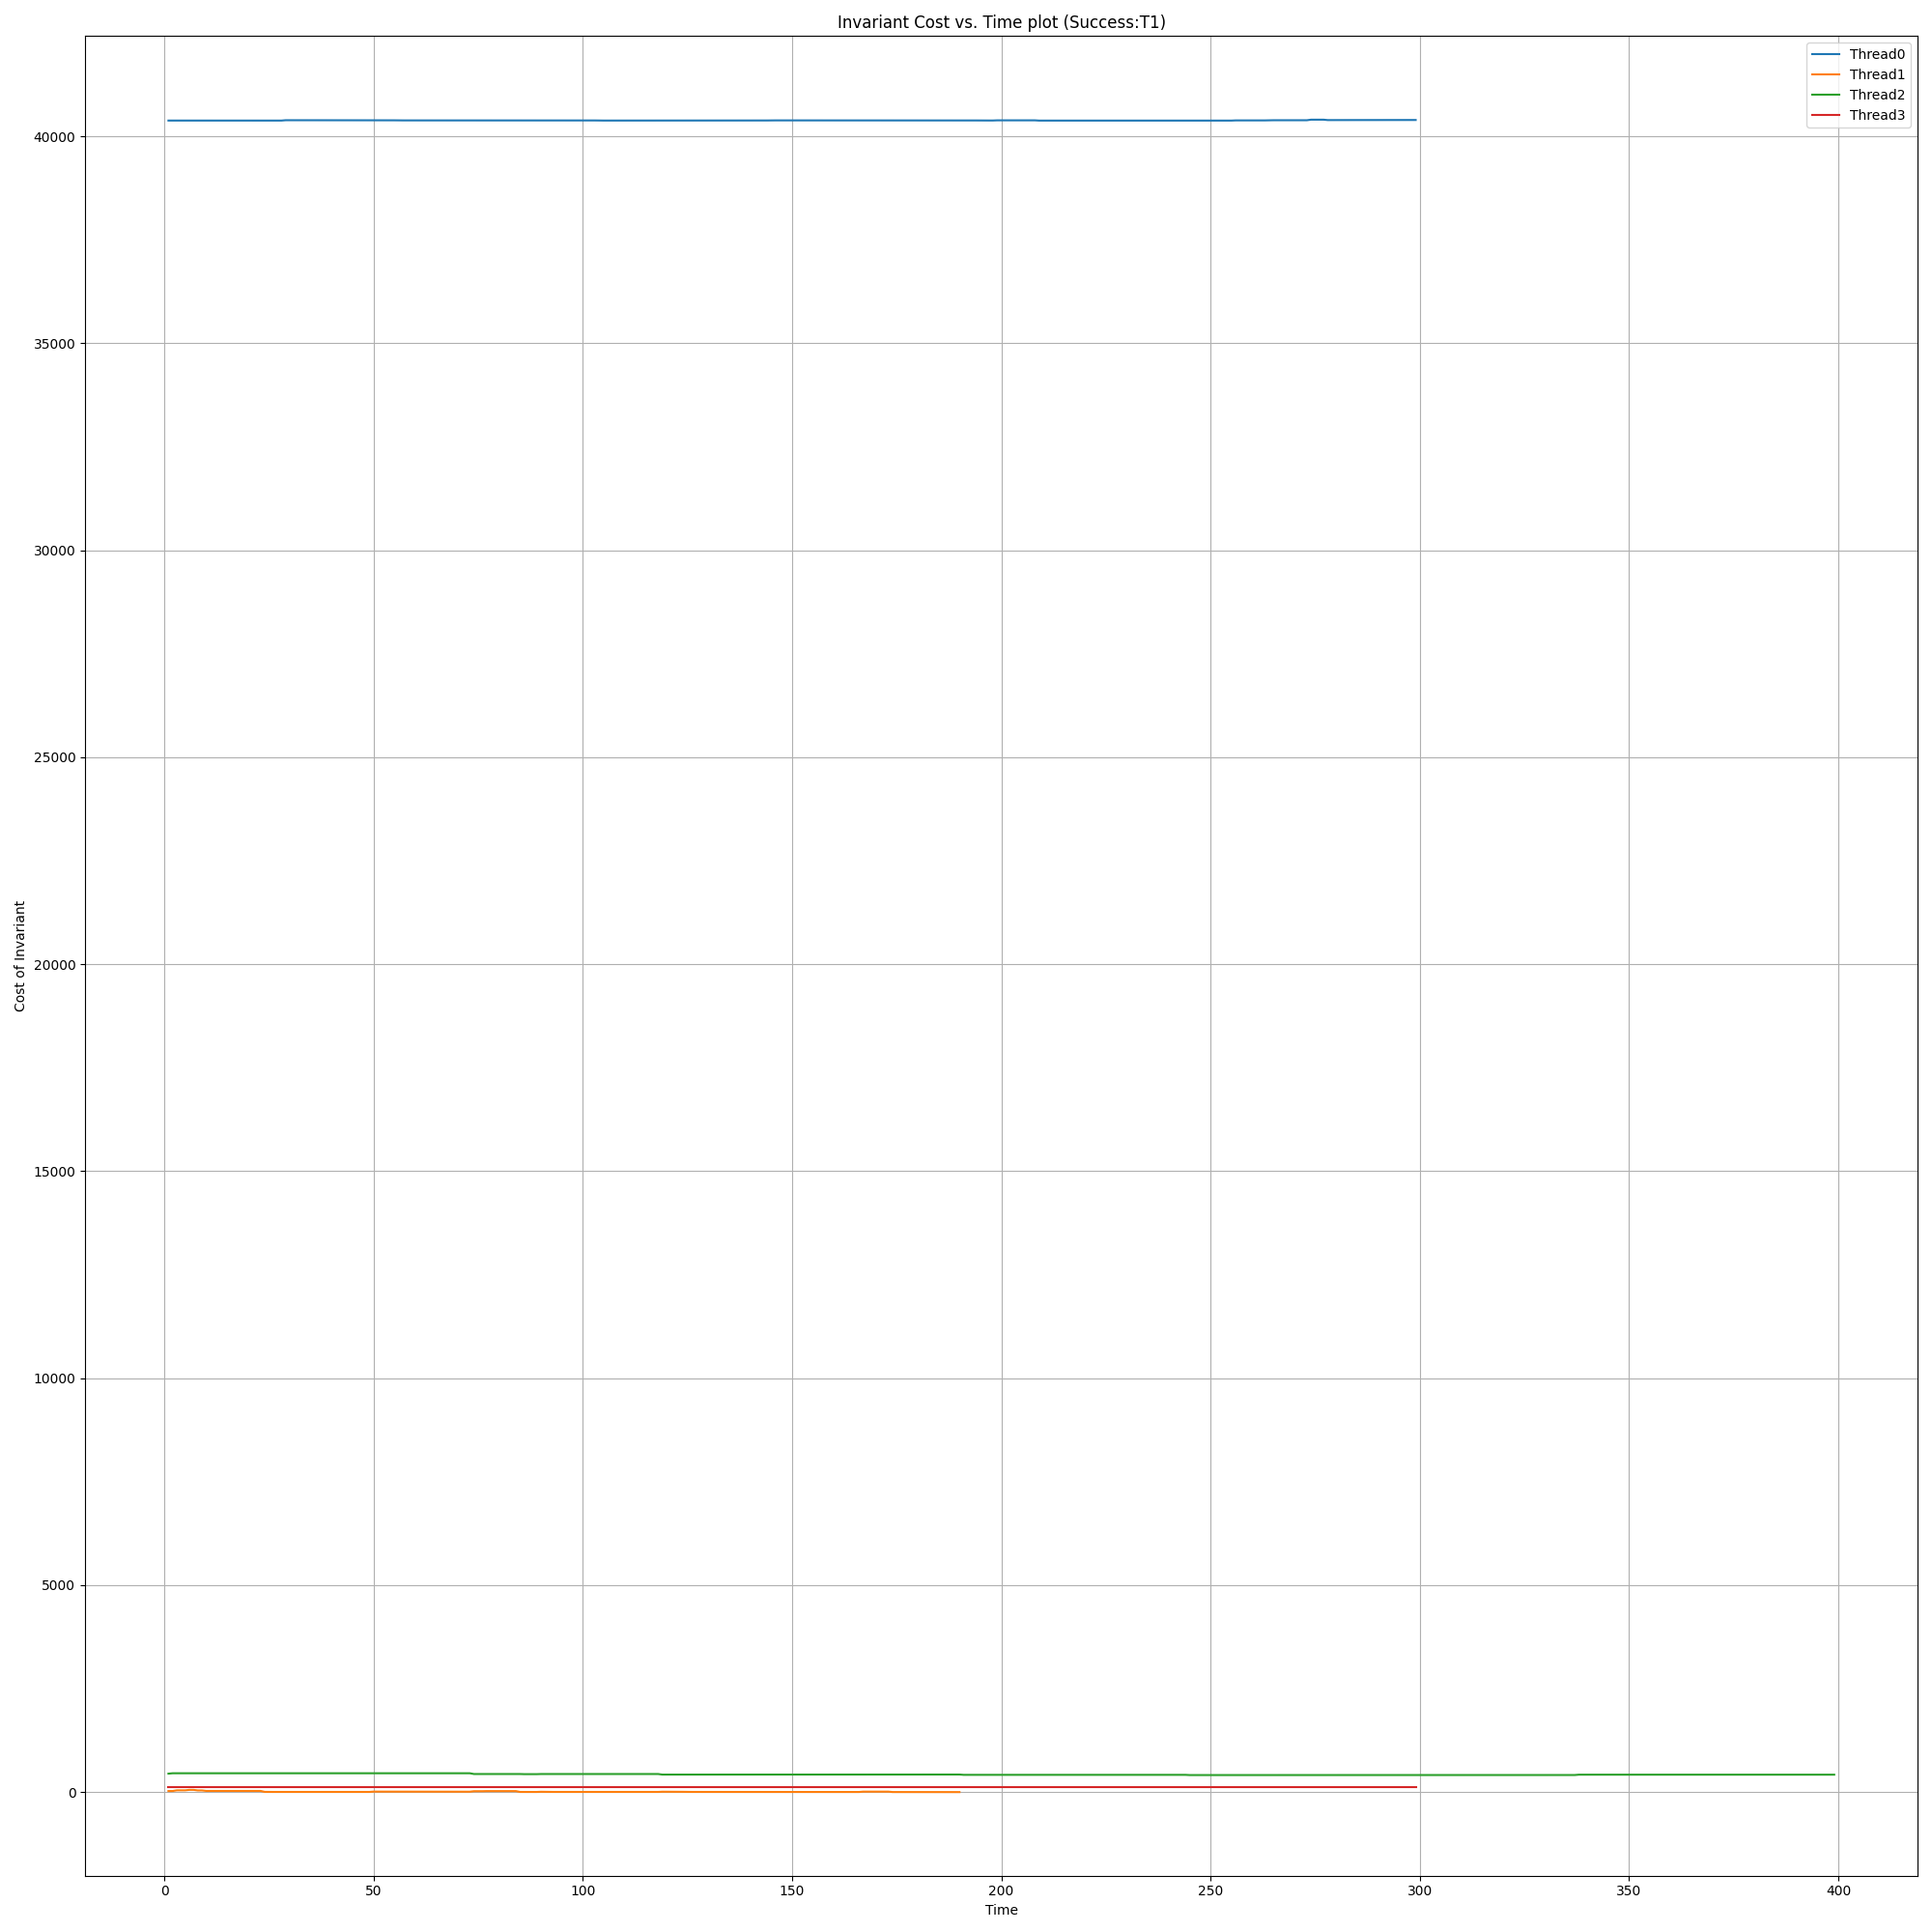 Invariant Cost vs. Time plot (Success:T1)
Thread0
Thread1
Thread2
Thread3
40000
35000
30000
25000
20000
15000
10000
5000
0
Cost of Invariant
0 50 100 150 200 250 300 350 400
Time